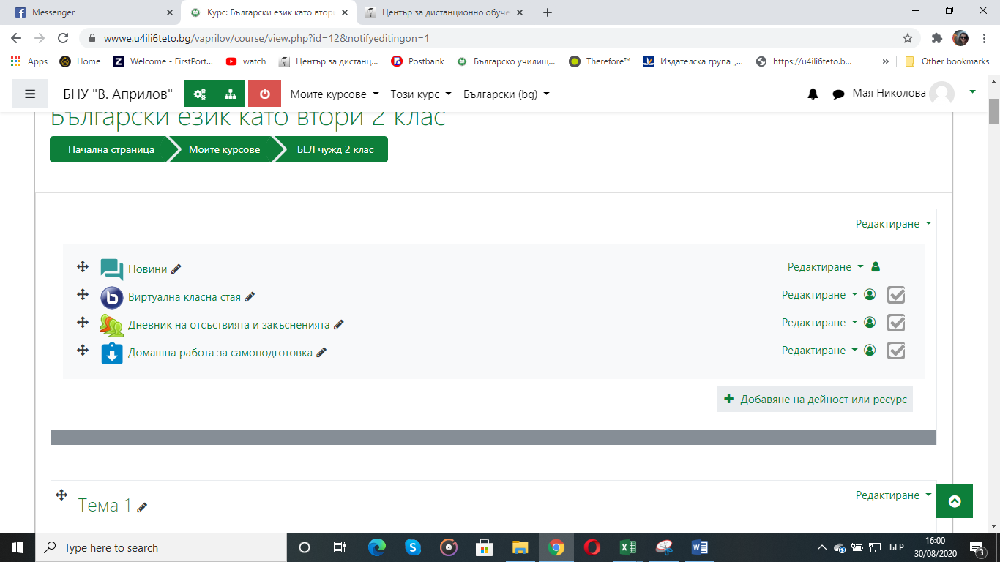 Messenger
Курс: Български език като втори
Център за дистанционно обуче
wwwe.u4ili6teto.bg/vaprilov/course/view.php?id=12&notifyeditingon=1
Apps
Home
Welcome - FirstPort...
watch
Център за дистанц...
Postbank
Българско училищ...
Therefore™
Издателска група „...
https://u4ili6teto.b...
»
Other bookmarks
БНУ "В. Априлов"
Моите курсове
Този курс
Български (bg)
Мая Николова
Български език като втори 2 клас
Начална страница
Моите курсове
БЕЛ чужд 2 клас
Редактиране
Новини
Редактиране
Виртуална класна стая
Редактиране
Дневник на отсъствията и закъсненията
Редактиране
Домашна работа за самоподготовка
Редактиране
Добавяне на дейност или ресурс
Тема 1
Редактиране
Type here to search
БГР
16:00
30/08/2020
3